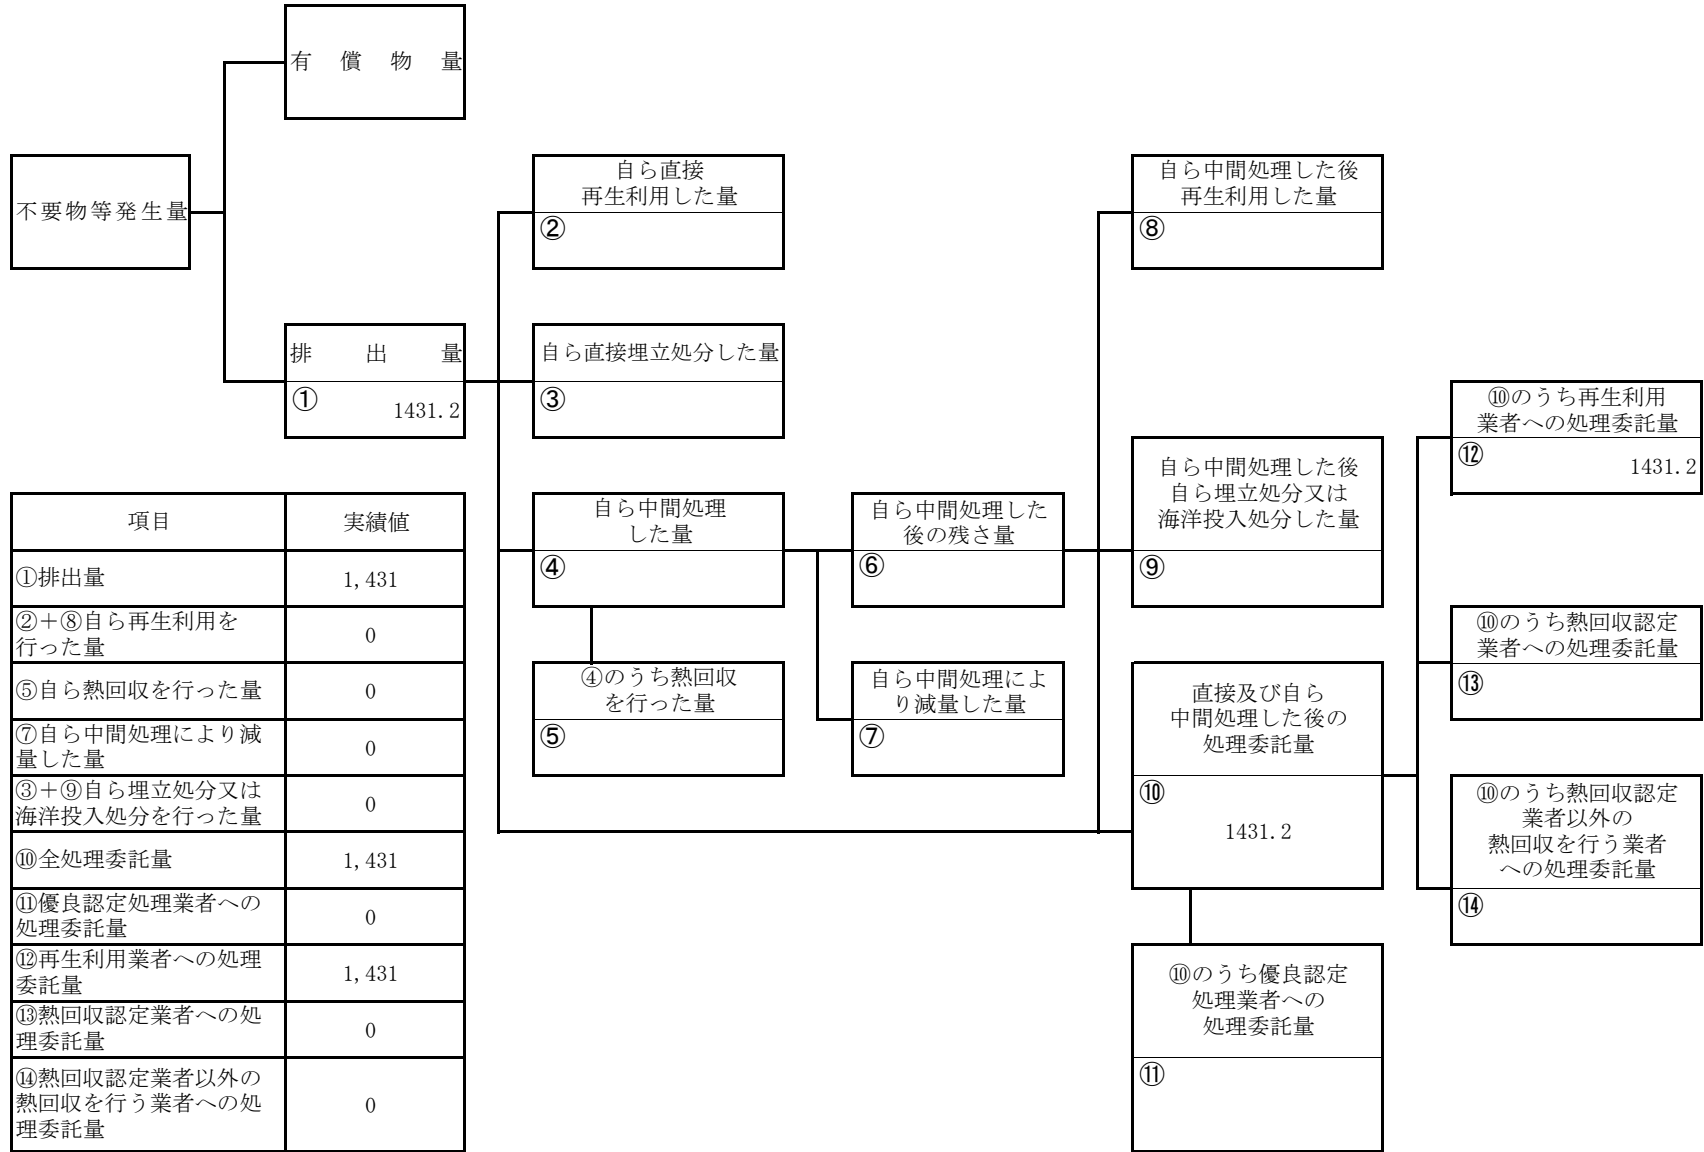 有償物量
不要物等発生量
排出量
①
1431.2
自ら直接
再生利用した量
②
自ら直接埋立処分した量
③
自ら中間処理
した量
④
④のうち熱回収
を行った量
⑤
自ら中間処理した
後の残さ量
⑥
自ら中間処理によ
り減量した量
⑦
自ら中間処理した後
再生利用した量
⑧
自ら中間処理した後
自ら埋立処分又は
海洋投入処分した量
⑨
直接及び自ら
中間処理した後の
処理委託量
⑩
1431.2
⑩のうち優良認定
処理業者への
処理委託量
⑪
⑩のうち再生利用
業者への処理委託量
⑫
1431.2
⑩のうち熱回収認定
業者への処理委託量
⑬
⑩のうち熱回収認定
業者以外の
熱回収を行う業者
への処理委託量
⑭
項目 実績値
①排出量 1,431
②+⑧自ら再生利用を
行った量 0
⑤自ら熱回収を行った量 0
⑦自ら中間処理により減
量した量 0
③+⑨自ら埋立処分又は
海洋投入処分を行った量 0
⑩全処理委託量 1,431
⑪優良認定処理業者への
処理委託量 0
⑫再生利用業者への処理
委託量 1,431
⑬熱回収認定業者への処
理委託量 0
⑭熱回収認定業者以外の
熱回収を行う業者への処
理委託量 0